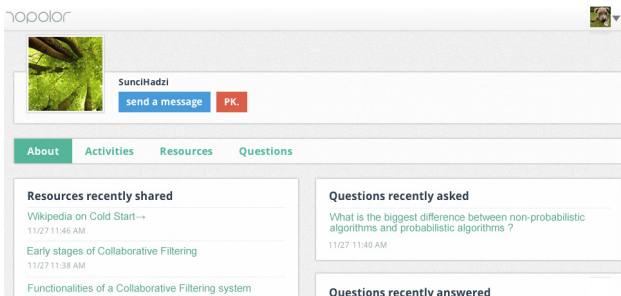 nopolor
SunciHadzi
send a message
PK.
About Activities Resources Questions
Resources recently shared
Wikipedia on Cold Start→
11/27 11:46 AM
Early stages of Collaborative Filtering
11/27 11:38 AM
Functionalities of a Collaborative Filtering system
Questions recently asked
What is the biggest difference between non-probabilistic
algorithms and probabilistic algorithms ?
11/27 11:40 AM
Questions recently answered